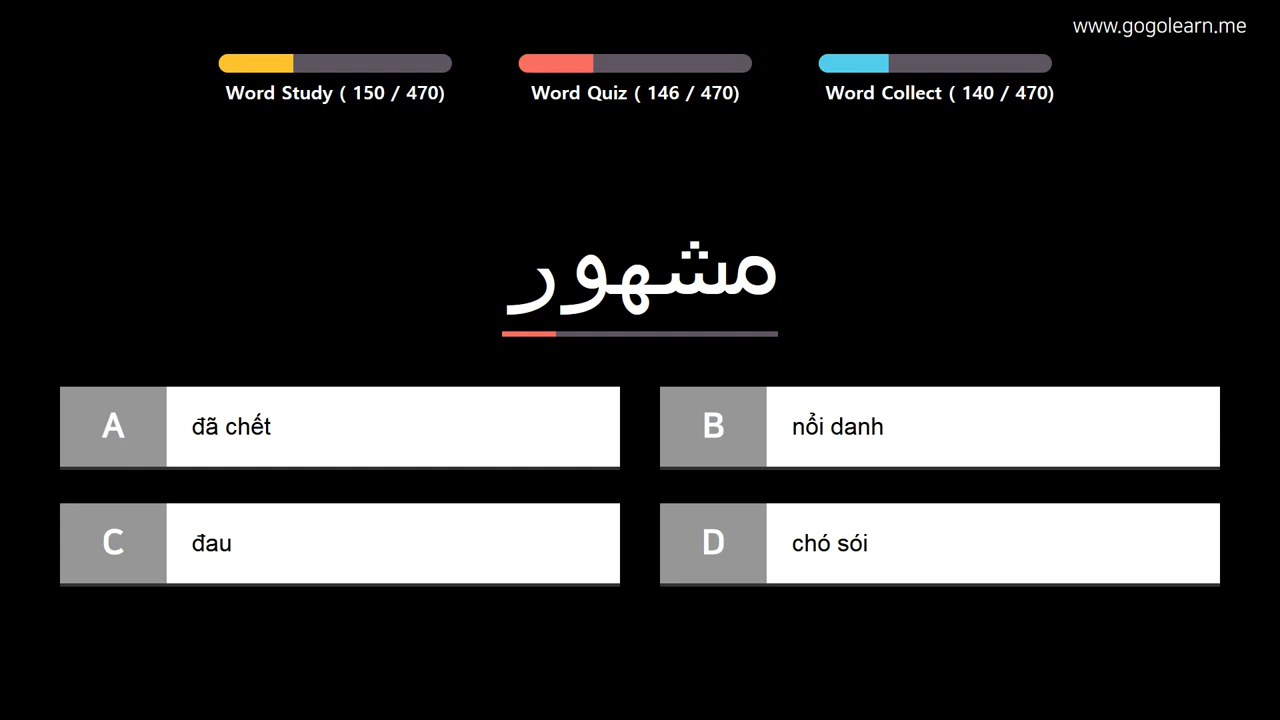 www.gogolearn.me
Word Study ( 150 / 470)
Word Quiz ( 146 / 470)
Word Collect ( 140 / 470)
مشهور
A
đã chết
B
nổi danh
C
đau
D
chó sói